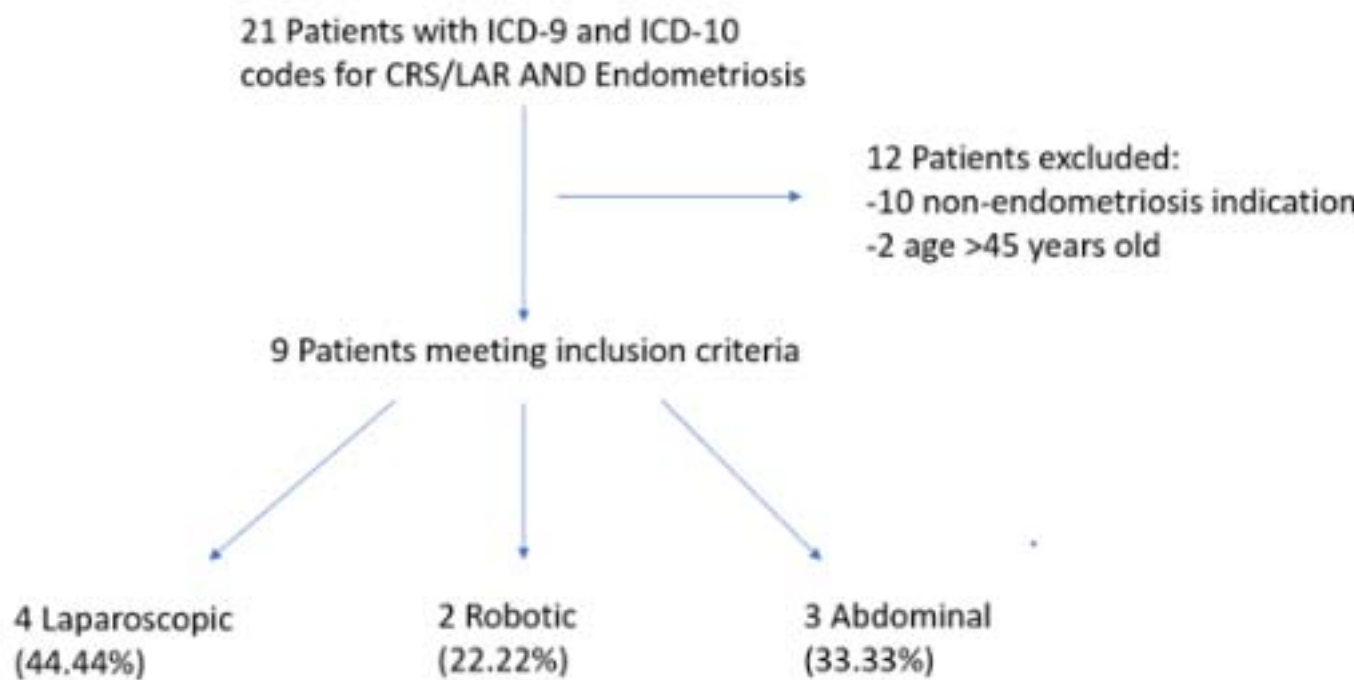 21 Patients with ICD-9 and ICD-10
codes for CRS/LAR AND Endometriosis
12 Patients excluded:
-10 non-endometriosis indication
-2 age >45 years old
9 Patients meeting inclusion criteria
4 Laparoscopic
(44.44%)
2 Robotic
(22.22%)
3 Abdominal
(33.33%)